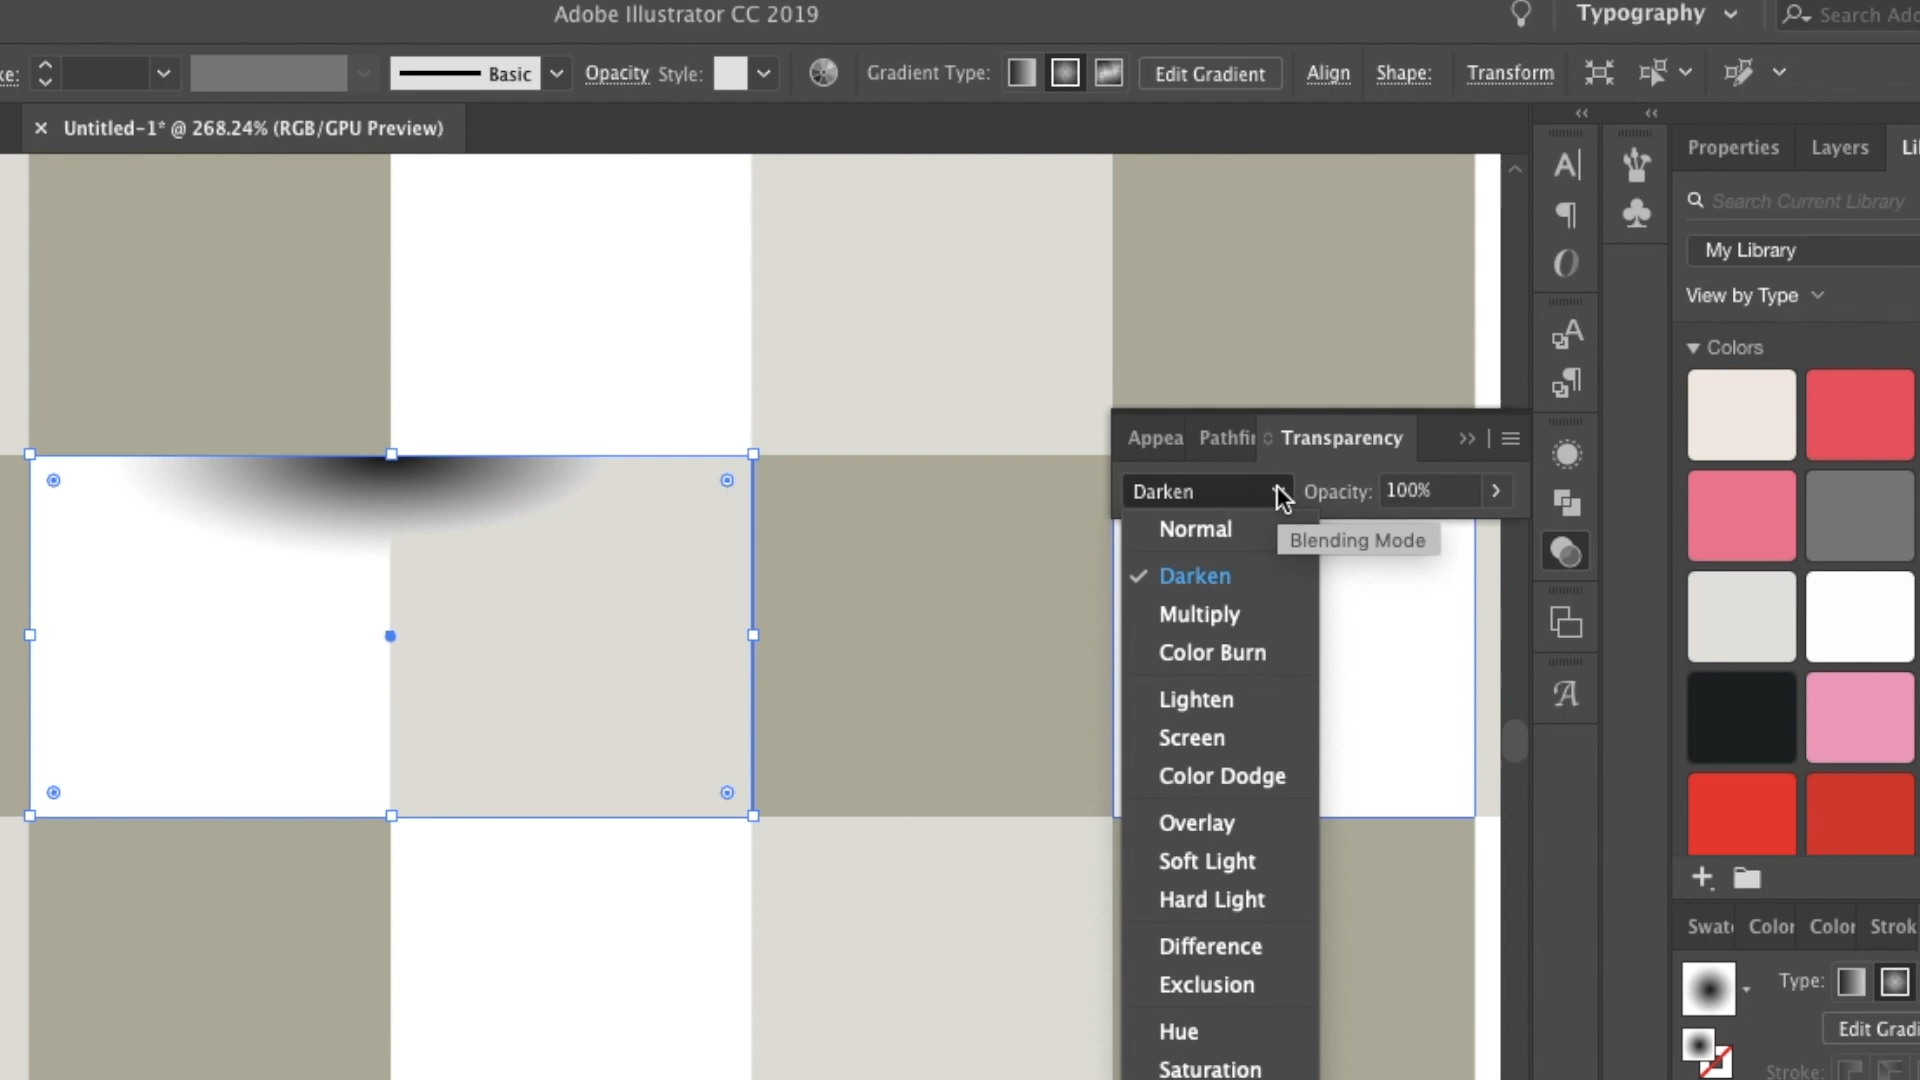 Adobe Illustrator CC 2019
Typography
Search Ado
ke:
Basic
Opacity
Style:
Gradient Type:
Edit Gradient
Align
Shape:
Transform
× Untitled-1* @ 268.24% (RGB/GPU Preview)
Properties
Layers
Li
Search Current Library
My Library
View by Type
Colors
Appea
Pathfi
Transparency
Darken
Opacity: 100%
Normal
Blending Mode
Darken
Multiply
Color Burn
Lighten
Screen
Color Dodge
Overlay
Soft Light
Hard Light
Difference
Exclusion
Hue
Saturation
Swat
Color
Color
Strok
Type:
Edit Gradi
Stroke: